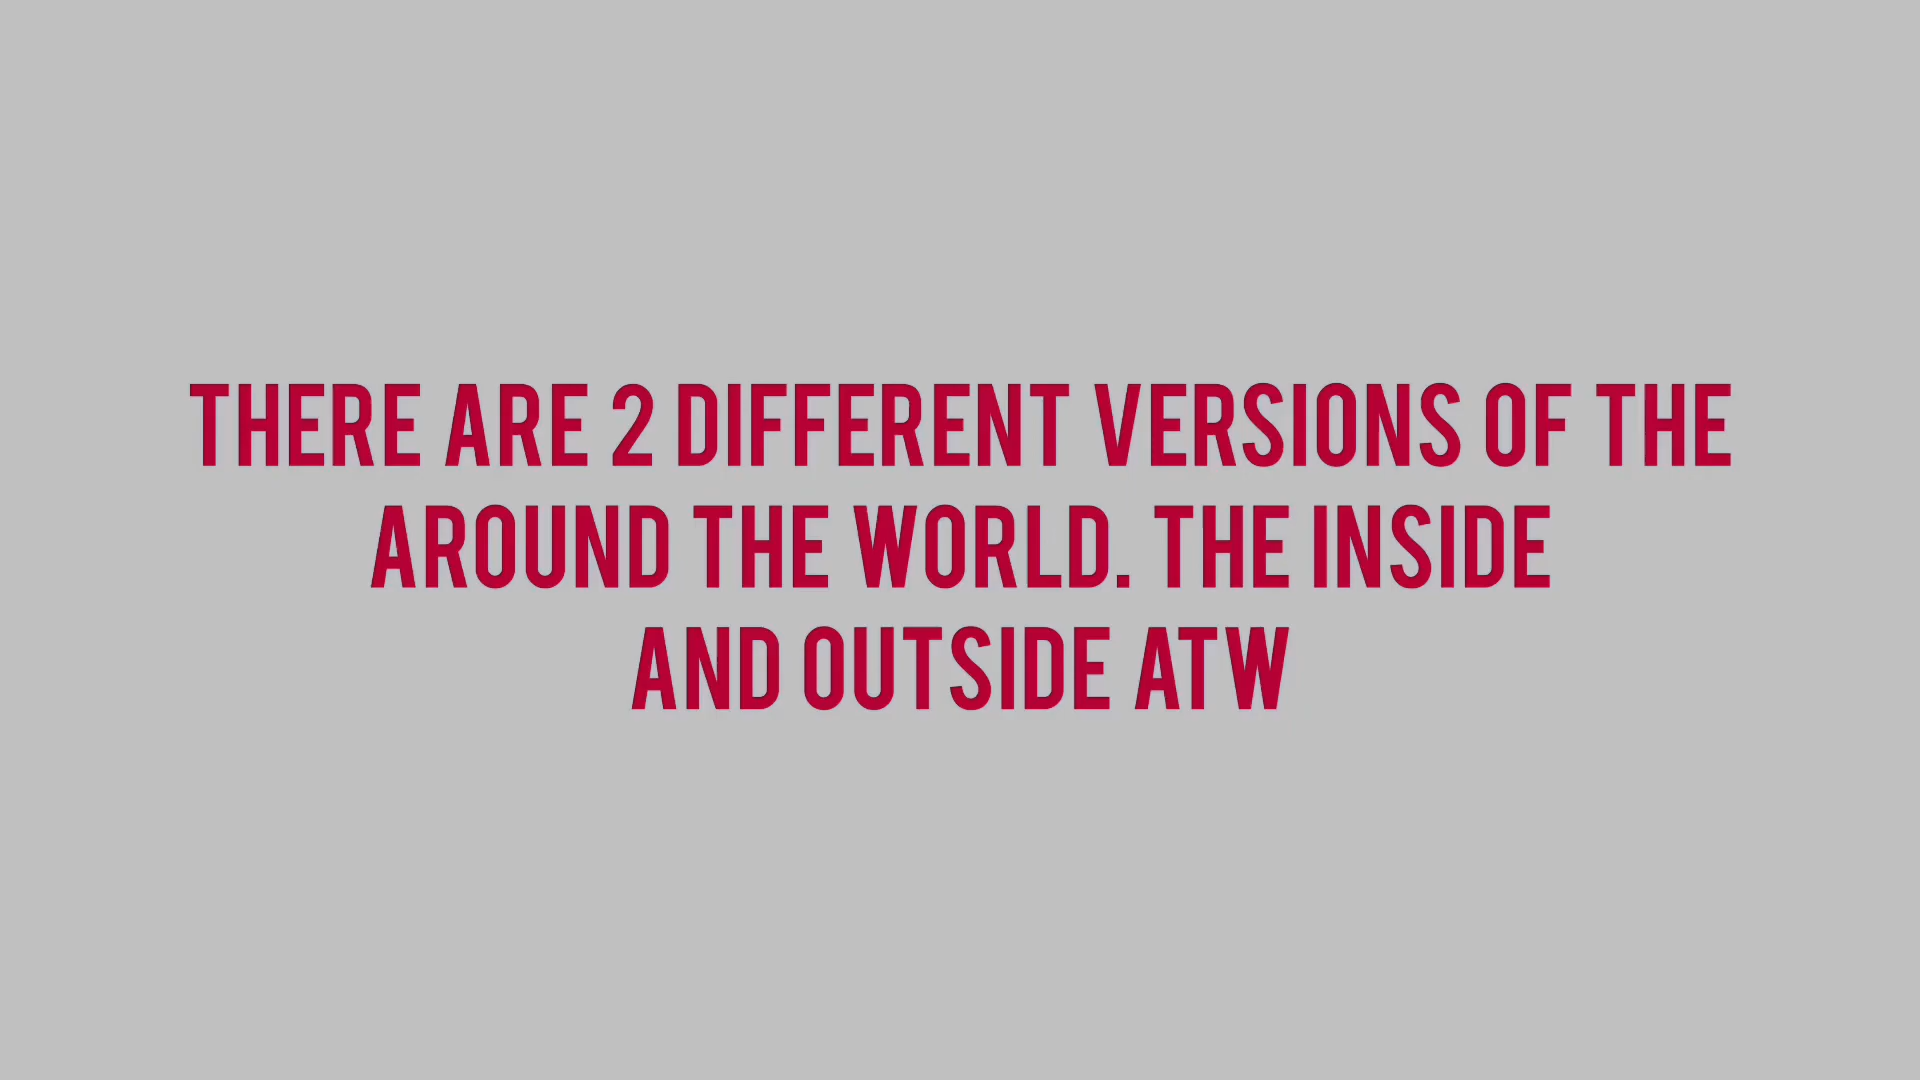 THERE ARE 2 DIFFERENT VERSIONS OF THE
AROUND THE WORLD. THE INSIDE
AND OUTSIDE ATW